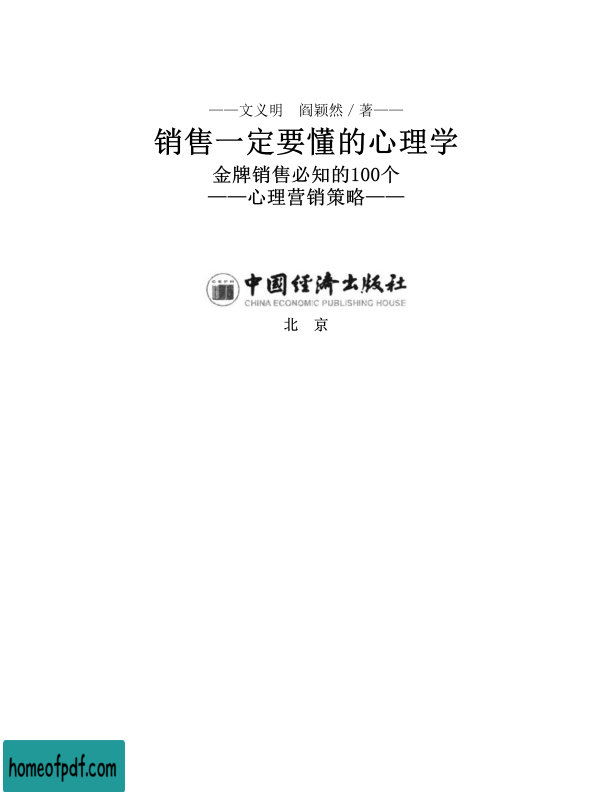 ——文义明　阎颖然／著——
销售一定要懂的心理学
金牌销售必知的100个
——心理营销策略——
中国经济出版社
CHINA ECONOMIC PUBLISHING HOUSE
北　京
homeofpdf.com